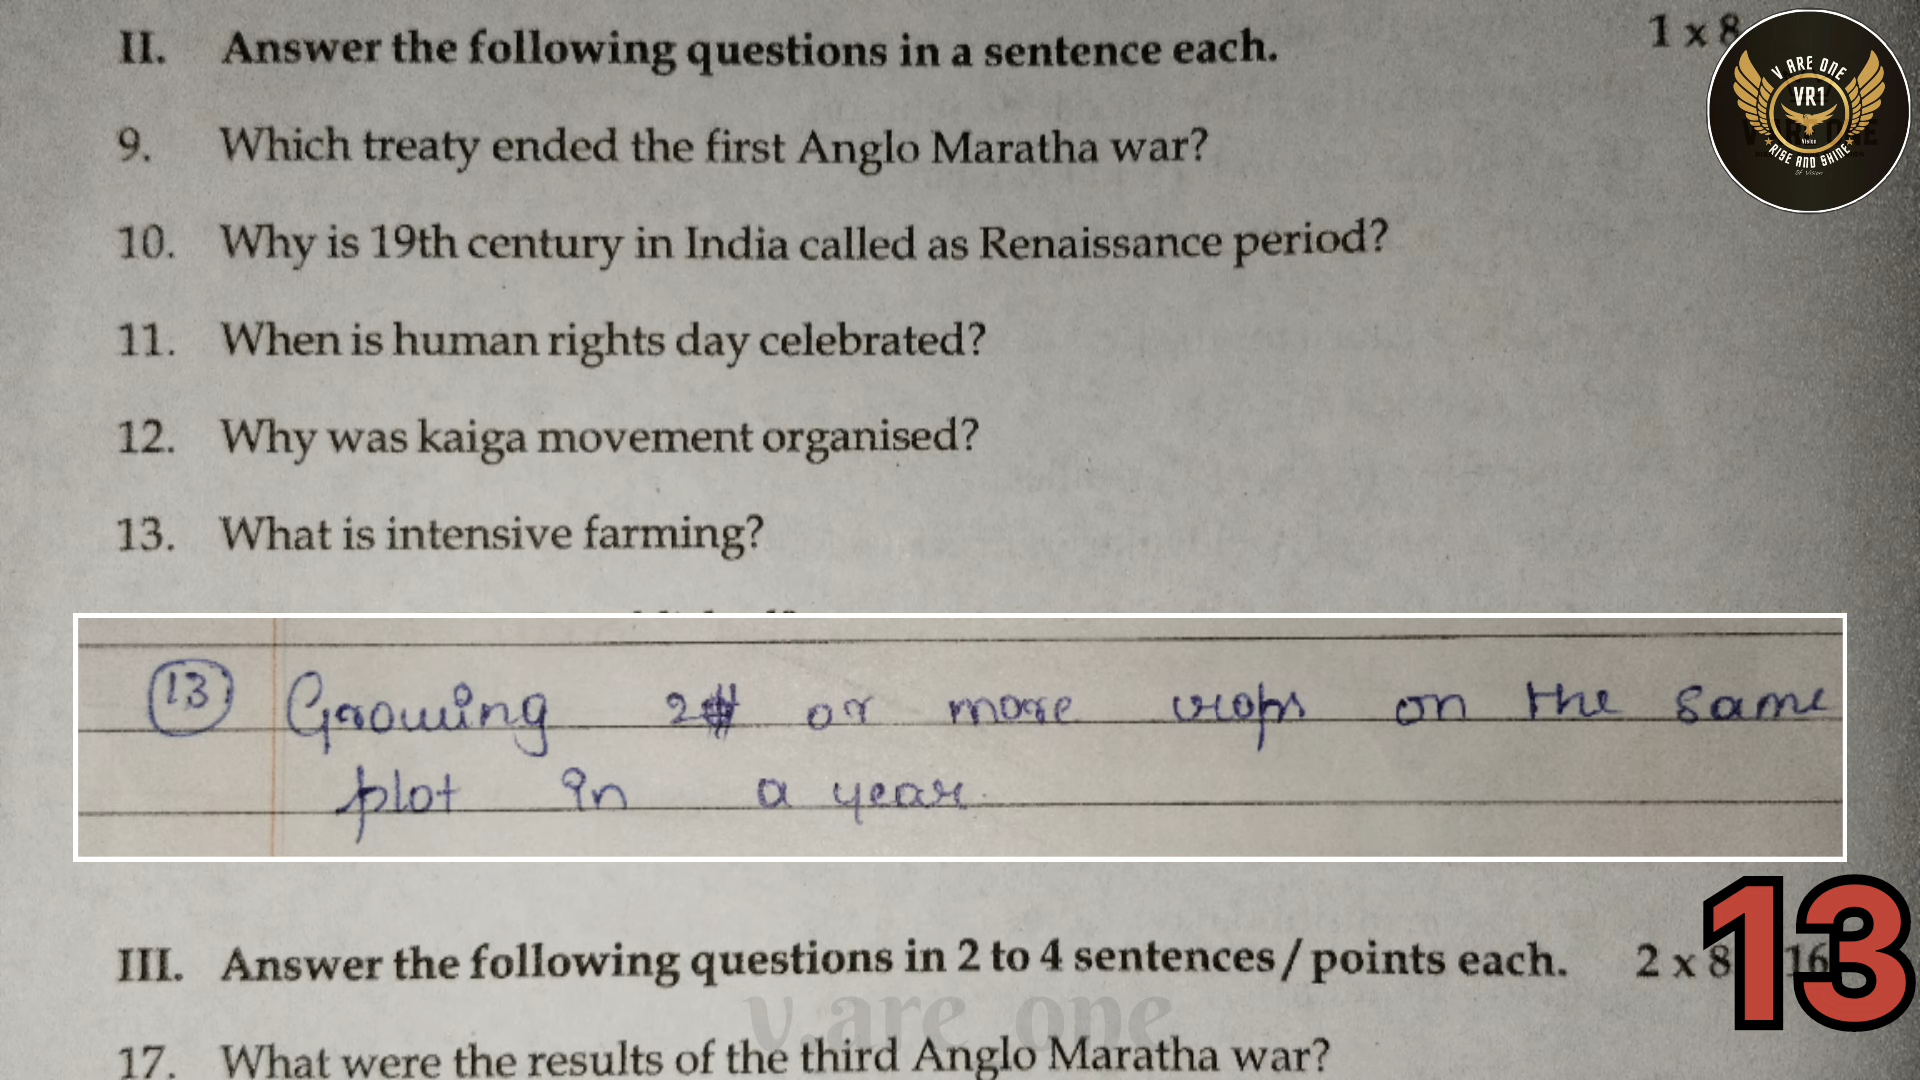 II. Answer the following questions in a sentence each. 1 x 8
V ARE ONE
VR1
Vision
RISE AND SHINE
Of Vision
9. Which treaty ended the first Anglo Maratha war?
10. Why is 19th century in India called as Renaissance period?
11. When is human rights day celebrated?
12. Why was kaiga movement organised?
13. What is intensive farming?
13 Growing 2 or more crops on the same
plot in a year.
13
III. Answer the following questions in 2 to 4 sentences / points each. 2 x 8 16
v.are one
17. What were the results of the third Anglo Maratha war?